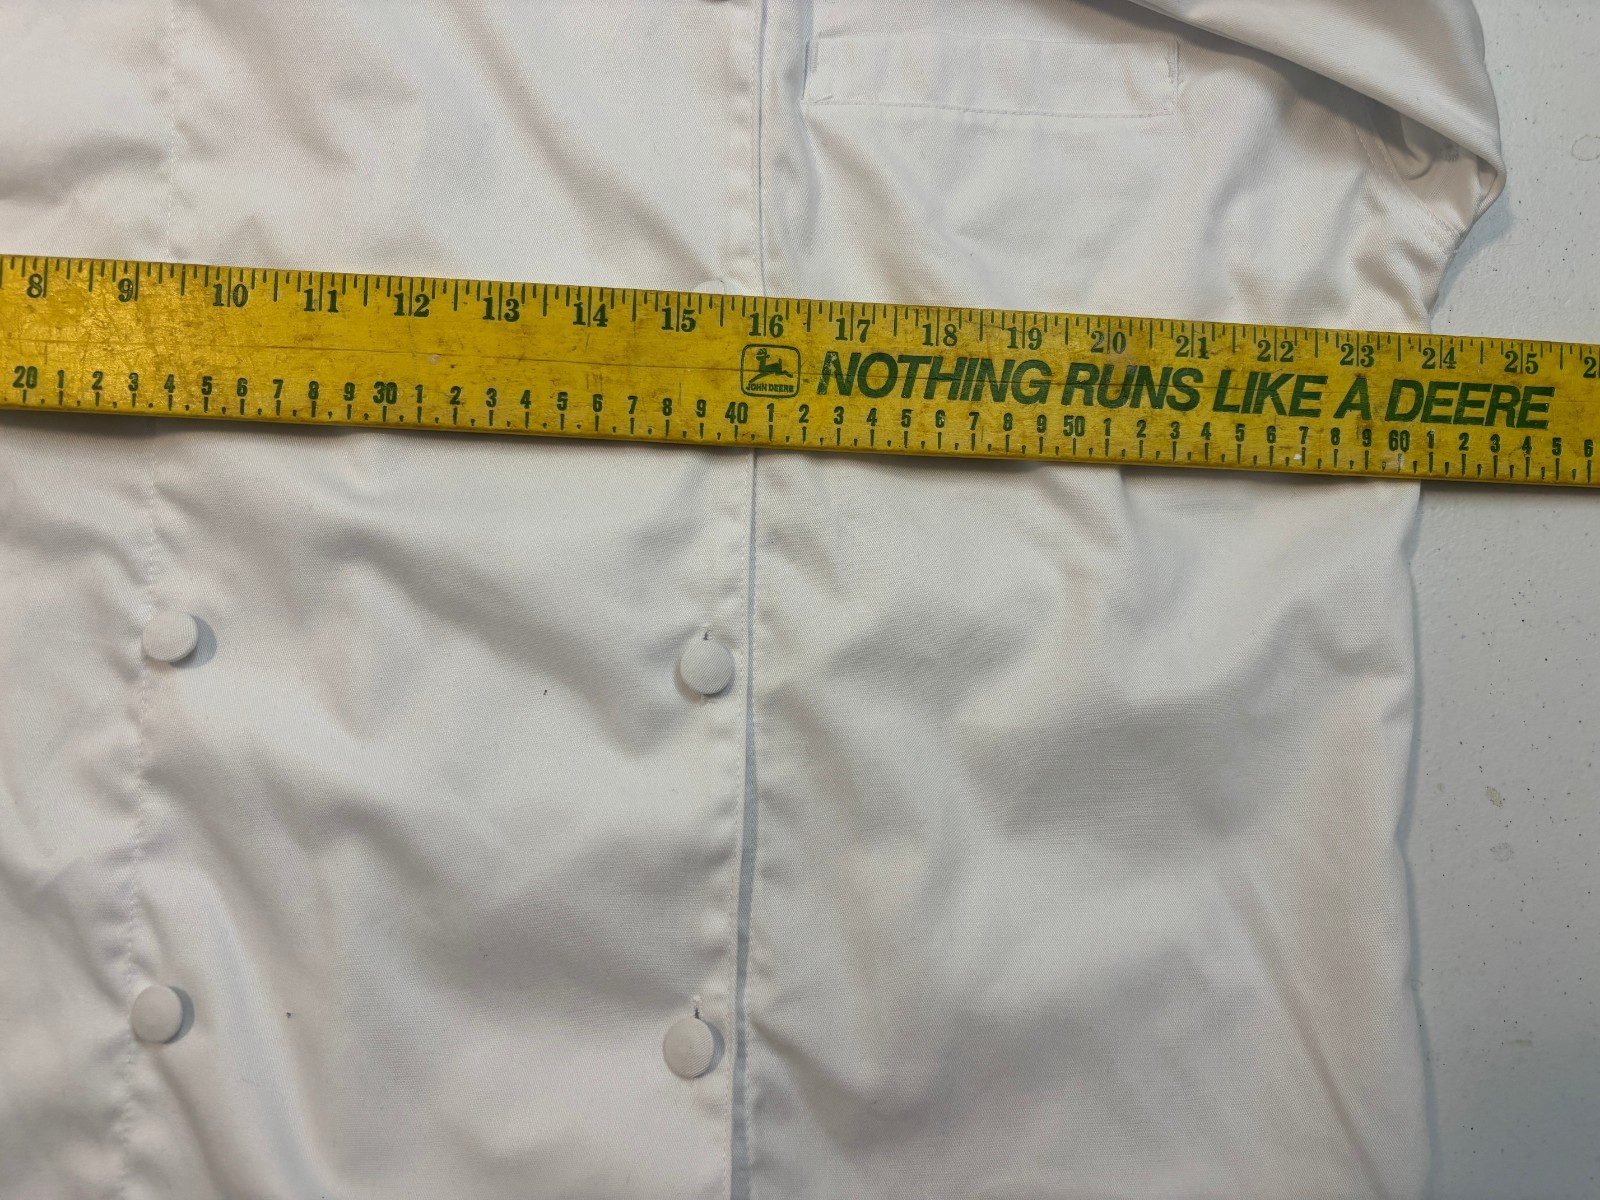 8 9 10 11 12 13 14 15 16 17 18 19 20 21 22 23 24 25 2
JOHN DEERE
NOTHING RUNS LIKE A DEERE
20 1 2 3 4 5 6 7 8 9 30 1 2 3 4 5 6 7 8 9 40 1 2 3 4 5 6 7 8 9 50 1 2 3 4 5 6 7 8 9 60 1 2 3 4 5 6